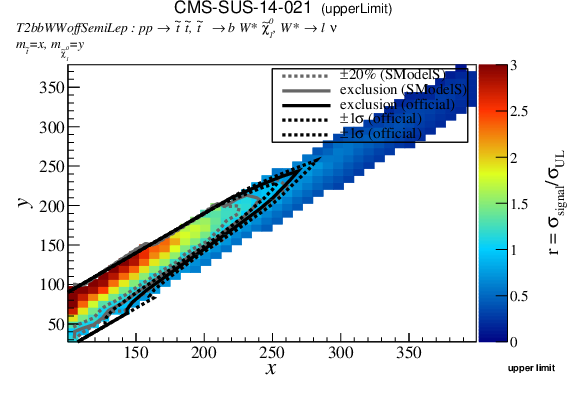 CMS-SUS-14-021 (upperLimit)
T2bbWWoffSemiLep : pp → t̃ t̃, t̃ → b W* χ̃₁⁰, W* → l ν
m_t̃=x, m_χ̃₁⁰=y
±20% (SModelS)
exclusion (SModelS)
exclusion (official)
±1σ (official)
±1σ (official)
y
350
300
250
200
150
100
50
150 200 250 300 350
x
3
2.5
2
1.5
1
0.5
0
r = σ_signal/σ_UL
upper limit